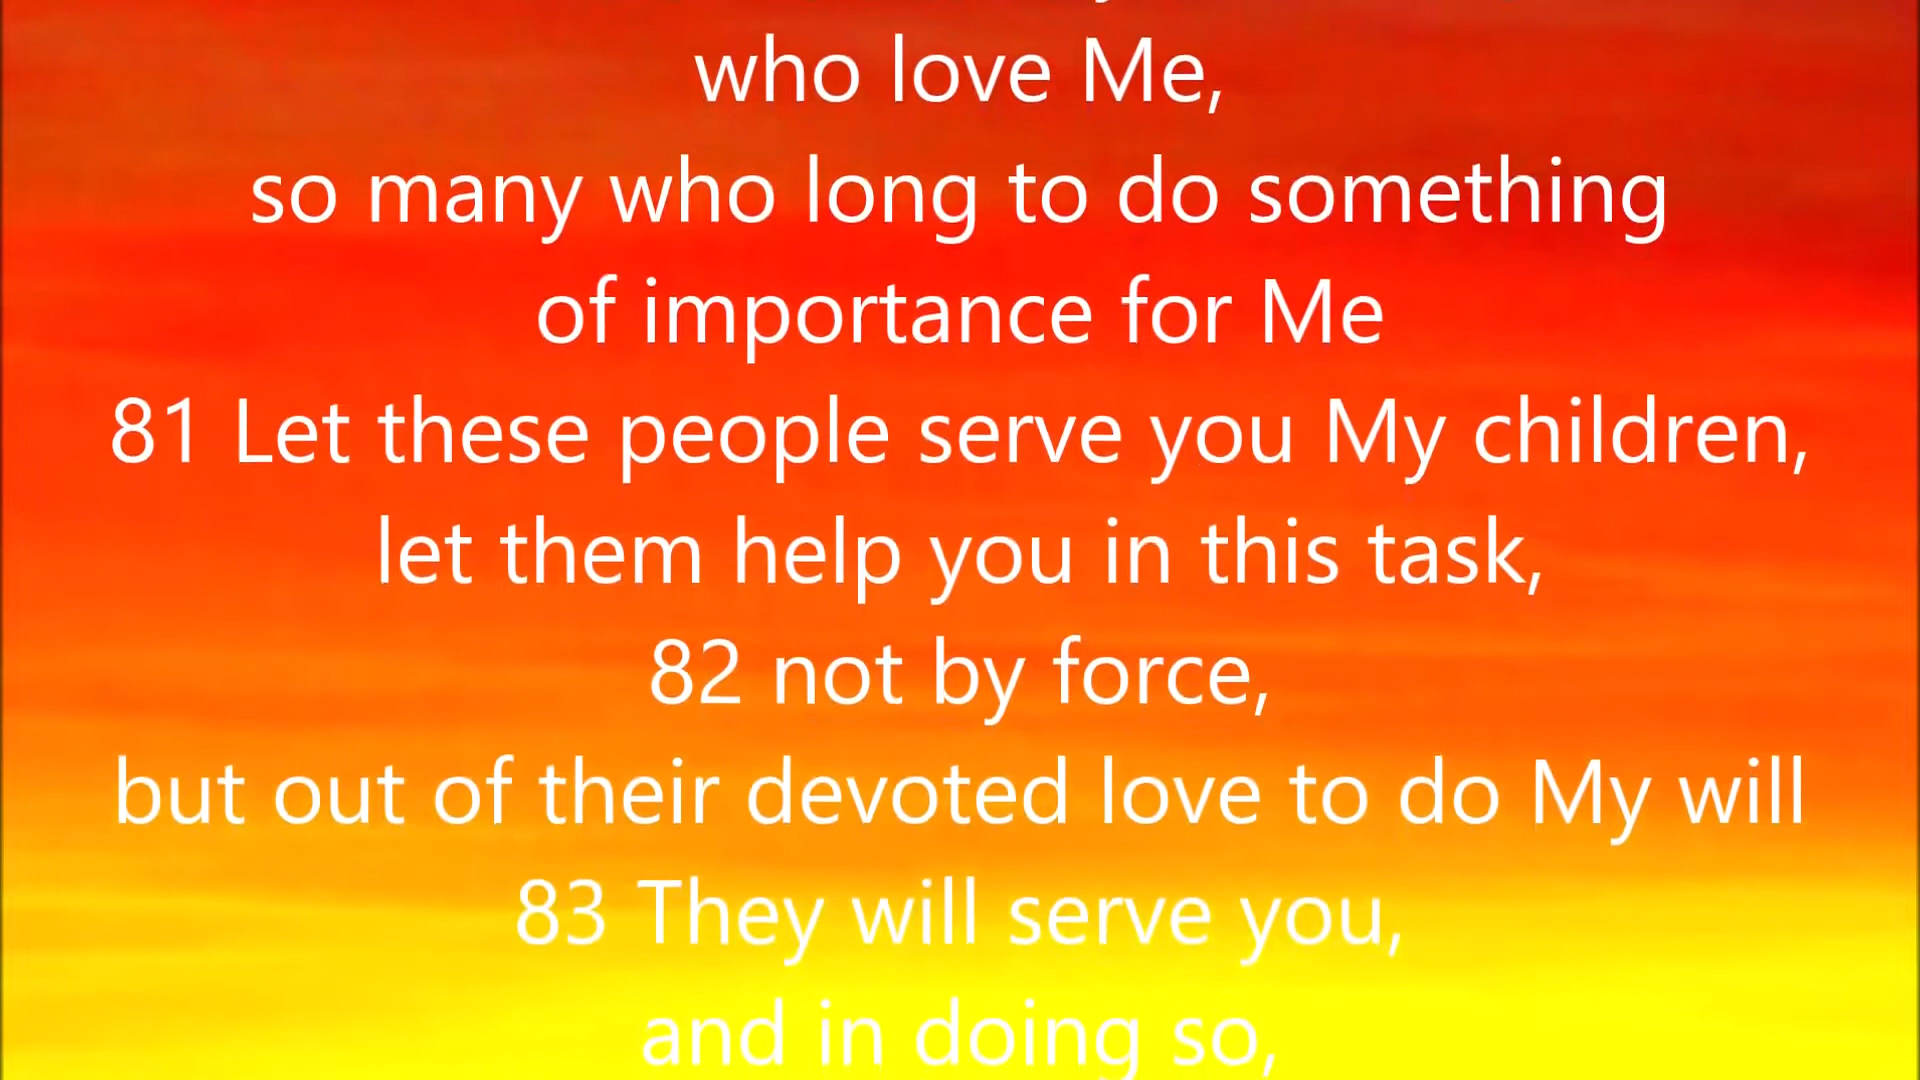 who love Me,
so many who long to do something
of importance for Me
81 Let these people serve you My children,
let them help you in this task,
82 not by force,
but out of their devoted love to do My will
83 They will serve you,
and in doing so,